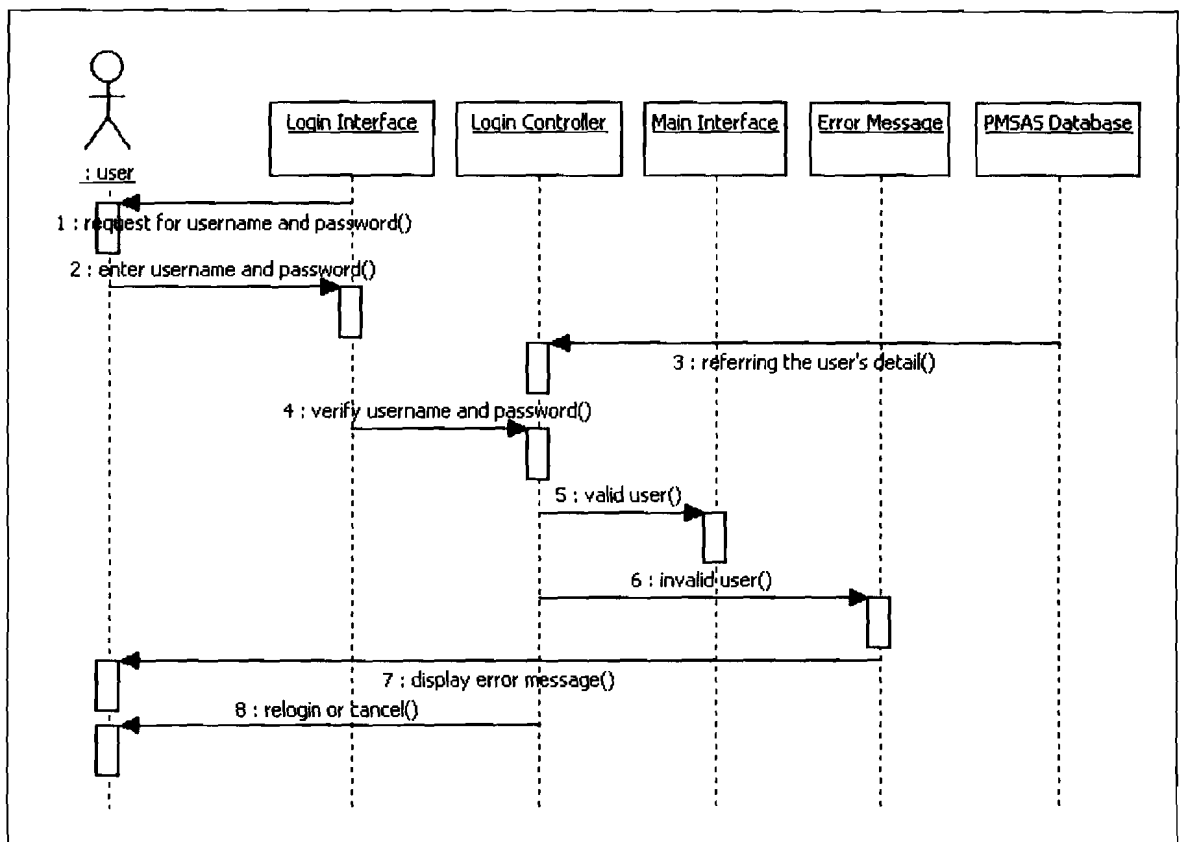 Login Interface
Login Controller
Main Interface
Error Message
PMSAS Database
: user
1 : request for username and password()
2 : enter username and password()
3 : referring the user's detail()
4 : verify username and password()
5 : valid user()
6 : invalid user()
7 : display error message()
8 : relogin or cancel()